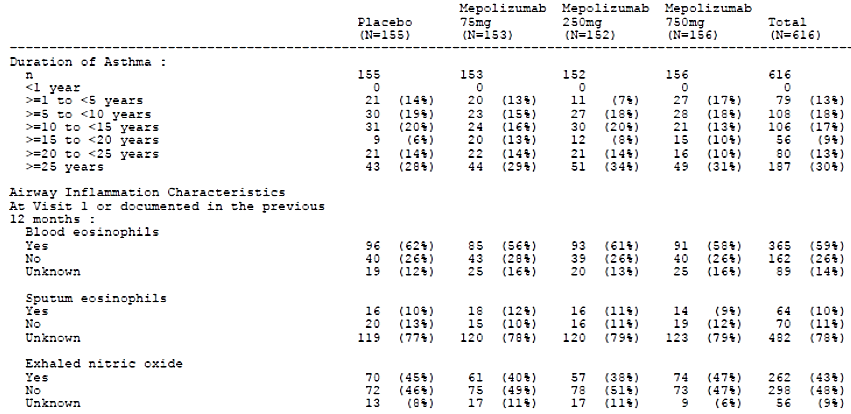 Mepolizumab Mepolizumab Mepolizumab
Placebo 75mg 250mg 750mg Total
(N=155) (N=153) (N=152) (N=156) (N=616)
Duration of Asthma :
n 155 153 152 156 616
<1 year 0 0 0 0 0
>=1 to <5 years 21 (14%) 20 (13%) 11 (7%) 27 (17%) 79 (13%)
>=5 to <10 years 30 (19%) 23 (15%) 27 (18%) 28 (18%) 108 (18%)
>=10 to <15 years 31 (20%) 24 (16%) 30 (20%) 21 (13%) 106 (17%)
>=15 to <20 years 9 (6%) 20 (13%) 12 (8%) 15 (10%) 56 (9%)
>=20 to <25 years 21 (14%) 22 (14%) 21 (14%) 16 (10%) 80 (13%)
>=25 years 43 (28%) 44 (29%) 51 (34%) 49 (31%) 187 (30%)
Airway Inflammation Characteristics
At Visit 1 or documented in the previous
12 months :
Blood eosinophils
Yes 96 (62%) 85 (56%) 93 (61%) 91 (58%) 365 (59%)
No 40 (26%) 43 (28%) 39 (26%) 40 (26%) 162 (26%)
Unknown 19 (12%) 25 (16%) 20 (13%) 25 (16%) 89 (14%)
Sputum eosinophils
Yes 16 (10%) 18 (12%) 16 (11%) 14 (9%) 64 (10%)
No 20 (13%) 15 (10%) 16 (11%) 19 (12%) 70 (11%)
Unknown 119 (77%) 120 (78%) 120 (79%) 123 (79%) 482 (78%)
Exhaled nitric oxide
Yes 70 (45%) 61 (40%) 57 (38%) 74 (47%) 262 (43%)
No 72 (46%) 75 (49%) 78 (51%) 73 (47%) 298 (48%)
Unknown 13 (8%) 17 (11%) 17 (11%) 9 (6%) 56 (9%)